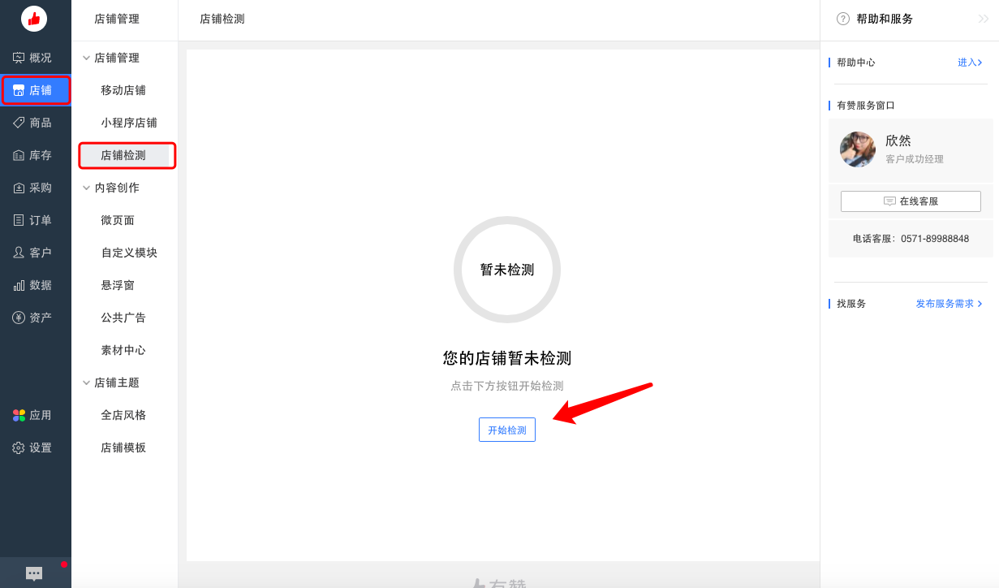 概况
店铺
商品
库存
采购
订单
客户
数据
资产
应用
设置
店铺管理
店铺管理
移动店铺
小程序店铺
店铺检测
内容创作
微页面
自定义模块
悬浮窗
公共广告
素材中心
店铺主题
全店风格
店铺模板
店铺检测
暂未检测
您的店铺暂未检测
点击下方按钮开始检测
开始检测
有赞
帮助和服务
帮助中心 进入
有赞服务窗口
欣然
客户成功经理
在线客服
电话客服：0571-89988848
找服务 发布服务需求